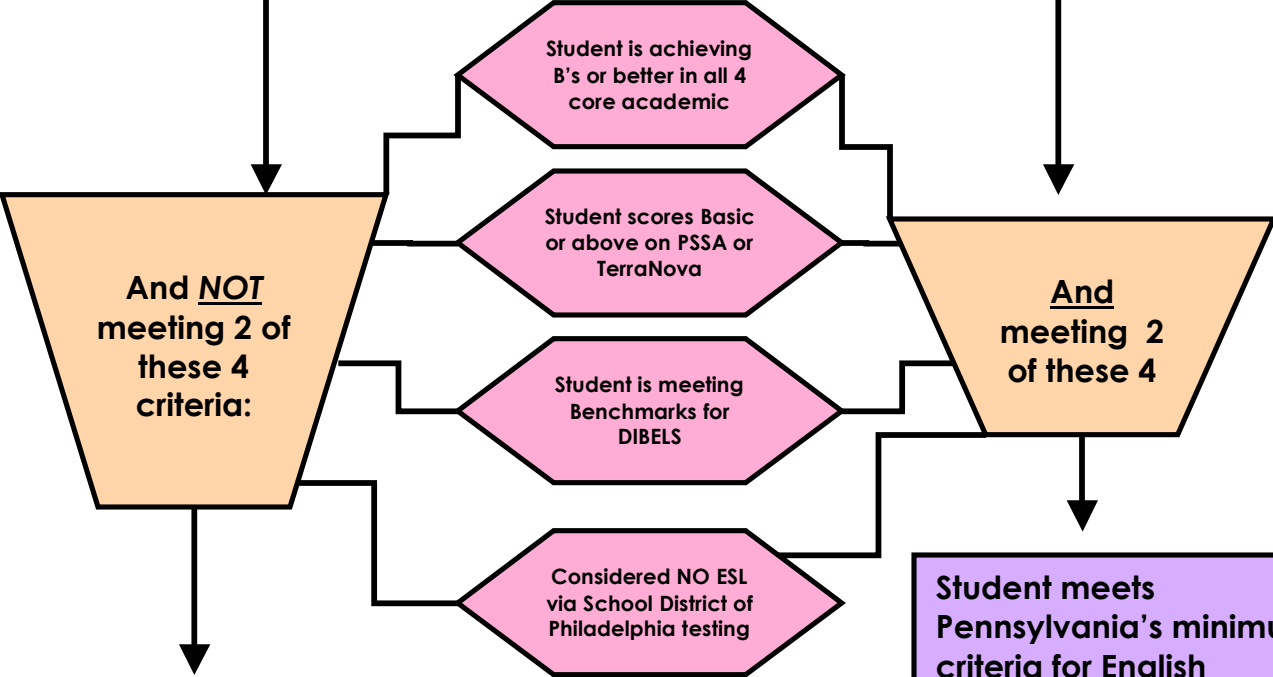 Student is achieving
B's or better in all 4
core academic
Student scores Basic
or above on PSSA or
TerraNova
And NOT
meeting 2 of
these 4
criteria:
And
meeting 2
of these 4
Student is meeting
Benchmarks for
DIBELS
Considered NO ESL
via School District of
Philadelphia testing
Student meets
Pennsylvania's
criteria for English